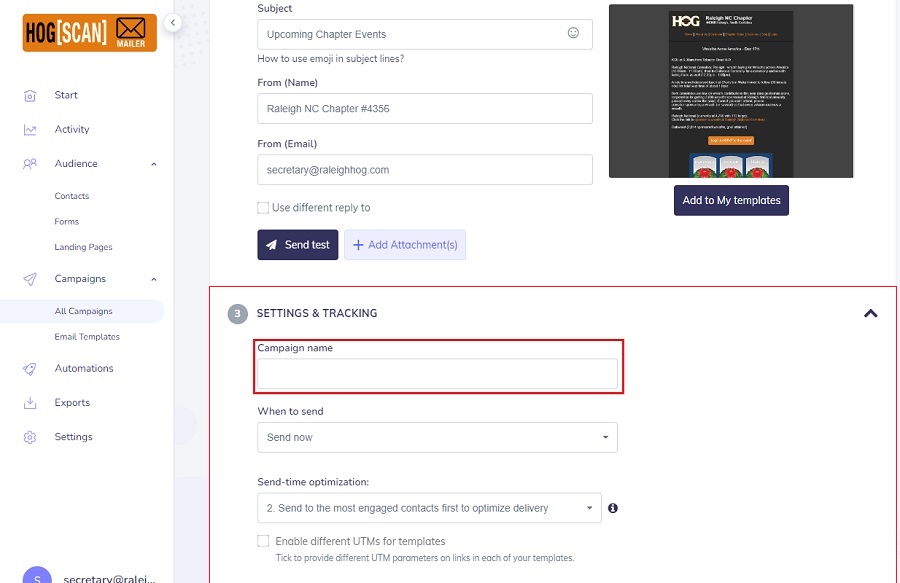 HOG[SCAN]
MAILER
Start
Activity
Audience
Contacts
Forms
Landing Pages
Campaigns
All Campaigns
Email Templates
Automations
Exports
Settings
S
secretary@ralei...
Subject
Upcoming Chapter Events
How to use emoji in subject lines?
From (Name)
Raleigh NC Chapter #4356
From (Email)
secretary@raleighhog.com
Use different reply to
Send test
+ Add Attachment(s)
HOG
Raleigh NC Chapter
Add to My templates
3 SETTINGS & TRACKING
Campaign name
When to send
Send now
Send-time optimization:
2. Send to the most engaged contacts first to optimize delivery
Enable different UTMs for templates
Tick to provide different UTM parameters on links in each of your templates.